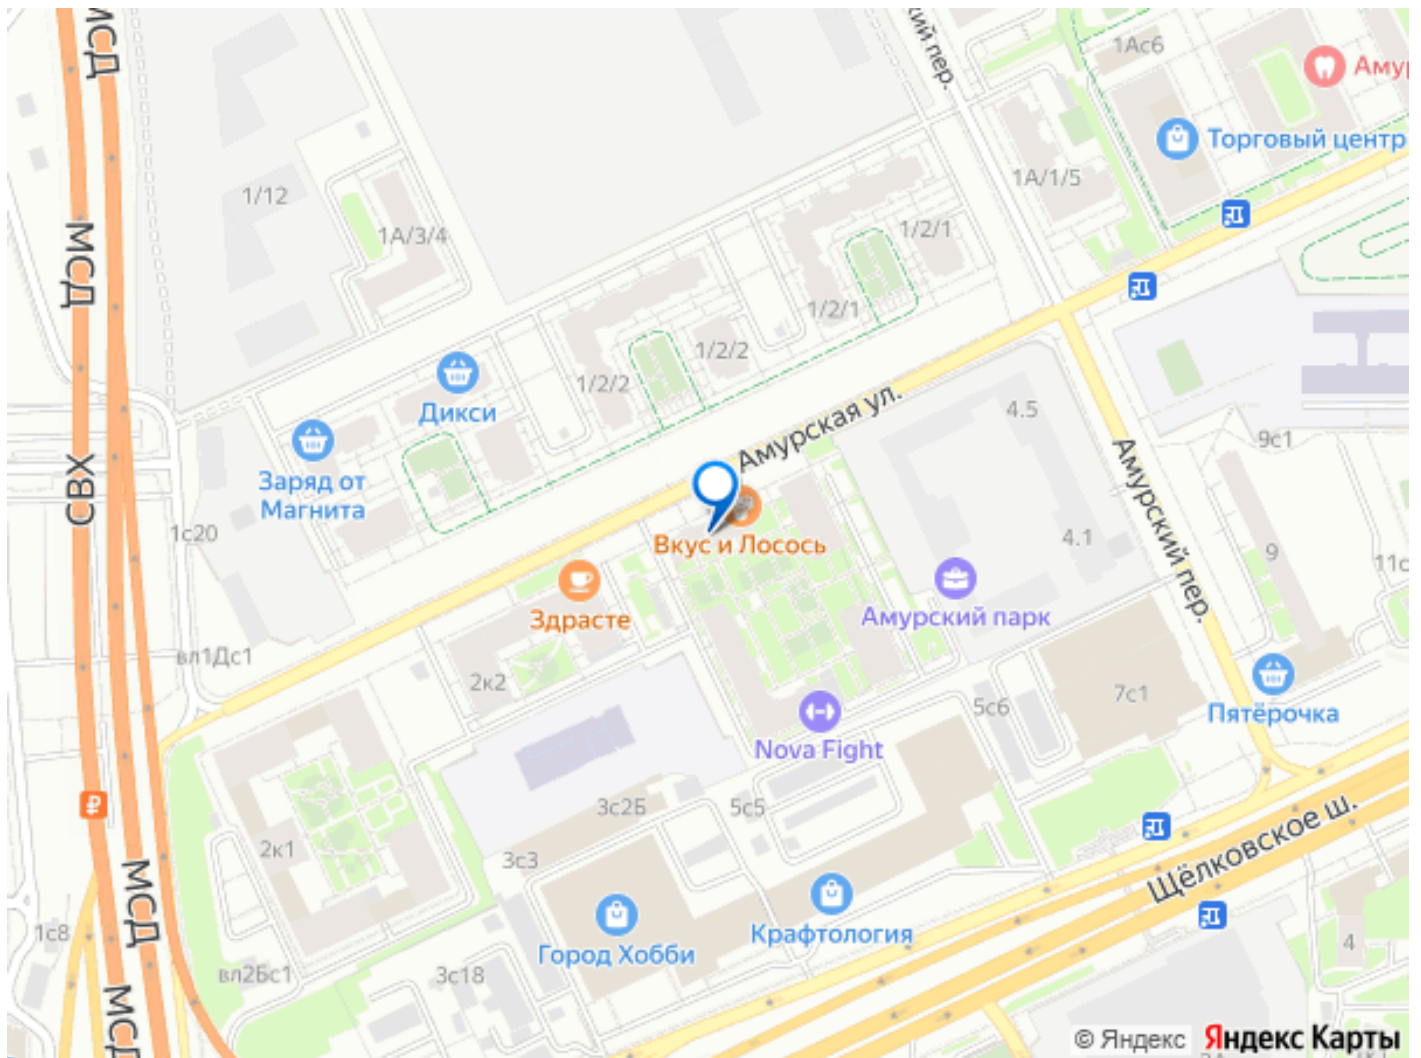 МСД
ский пер.
1Ас6
Амур
Торговый центр
1/12
1А/3/4
1А/1/5
1/2/1
МСД
1/2/1
1/2/2
1/2/2
Дикси
Амурская ул.
4.5
9с1
СВХ
Заряд от
Магнита
1с20
Амурский пер.
Вкус и Лосось
4.1
9
11с
Здрасте
Амурский парк
вл1Дс1
2к2
5с6
7с1
Пятёрочка
Nova Fight
3с2Б
5с5
2к1
3с3
Щёлковское ш.
МСД
1с8
Город Хобби
Крафтология
4
вл2Бс1
3с18
МСД
© Яндекс Яндекс Карты